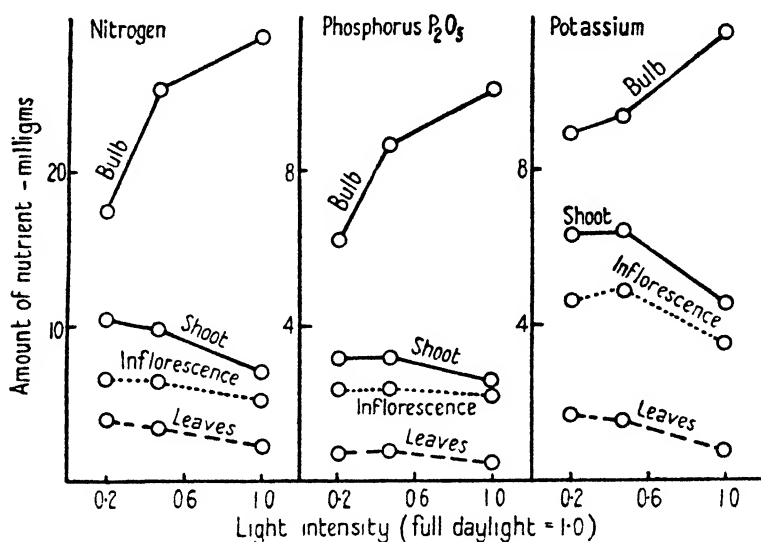 Nitrogen
Phosphorus P₂O₅
Potassium
Amount of nutrient - milligms
20
10
Bulb
Shoot
Inflorescence
Leaves
8
4
Bulb
Shoot
Inflorescence
Leaves
8
4
Bulb
Shoot
Inflorescence
Leaves
0·2 0·6 1·0 0·2 0·6 1·0 0·2 0·6 1·0
Light intensity (full daylight = 1·0)